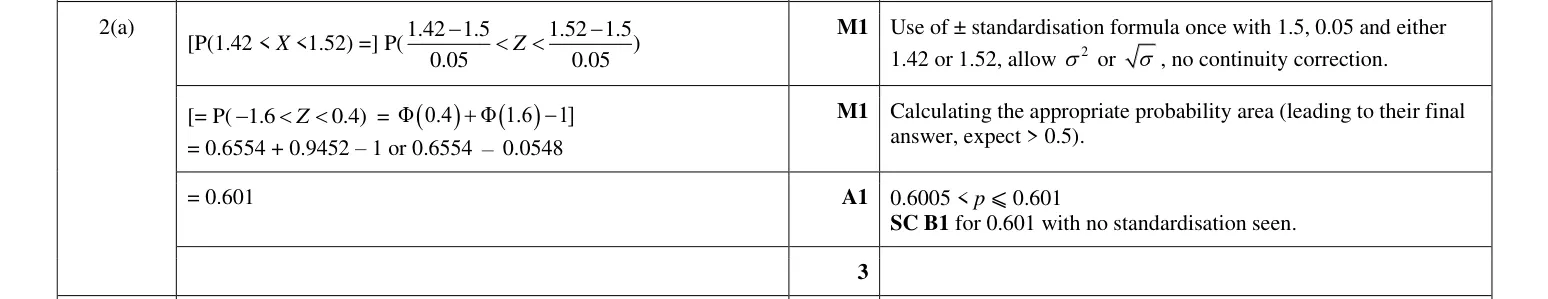 2(a)
[P(1.42 < X <1.52) =] P( (1.42−1.5)/0.05 < Z < (1.52−1.5)/0.05 )
M1
Use of ± standardisation formula once with 1.5, 0.05 and either
1.42 or 1.52, allow σ² or √σ , no continuity correction.
[= P( −1.6 < Z < 0.4) = Φ(0.4) + Φ(1.6) −1]
= 0.6554 + 0.9452 – 1 or 0.6554 – 0.0548
M1
Calculating the appropriate probability area (leading to their final
answer, expect > 0.5).
= 0.601
A1
0.6005 < p ⩽ 0.601
SC B1 for 0.601 with no standardisation seen.
3